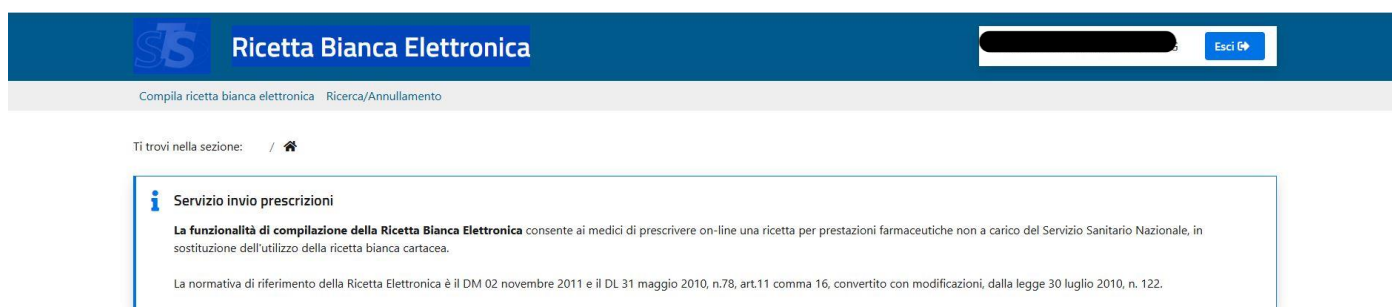 STS Ricetta Bianca Elettronica
Esci
Compila ricetta bianca elettronica Ricerca/Annullamento
Ti trovi nella sezione: /
Servizio invio prescrizioni
La funzionalità di compilazione della Ricetta Bianca Elettronica consente ai medici di prescrivere on-line una ricetta per prestazioni farmaceutiche non a carico del Servizio Sanitario Nazionale, in
sostituzione dell'utilizzo della ricetta bianca cartacea.
La normativa di riferimento della Ricetta Elettronica è il DM 02 novembre 2011 e il DL 31 maggio 2010, n.78, art.11 comma 16, convertito con modificazioni, dalla legge 30 luglio 2010, n. 122.